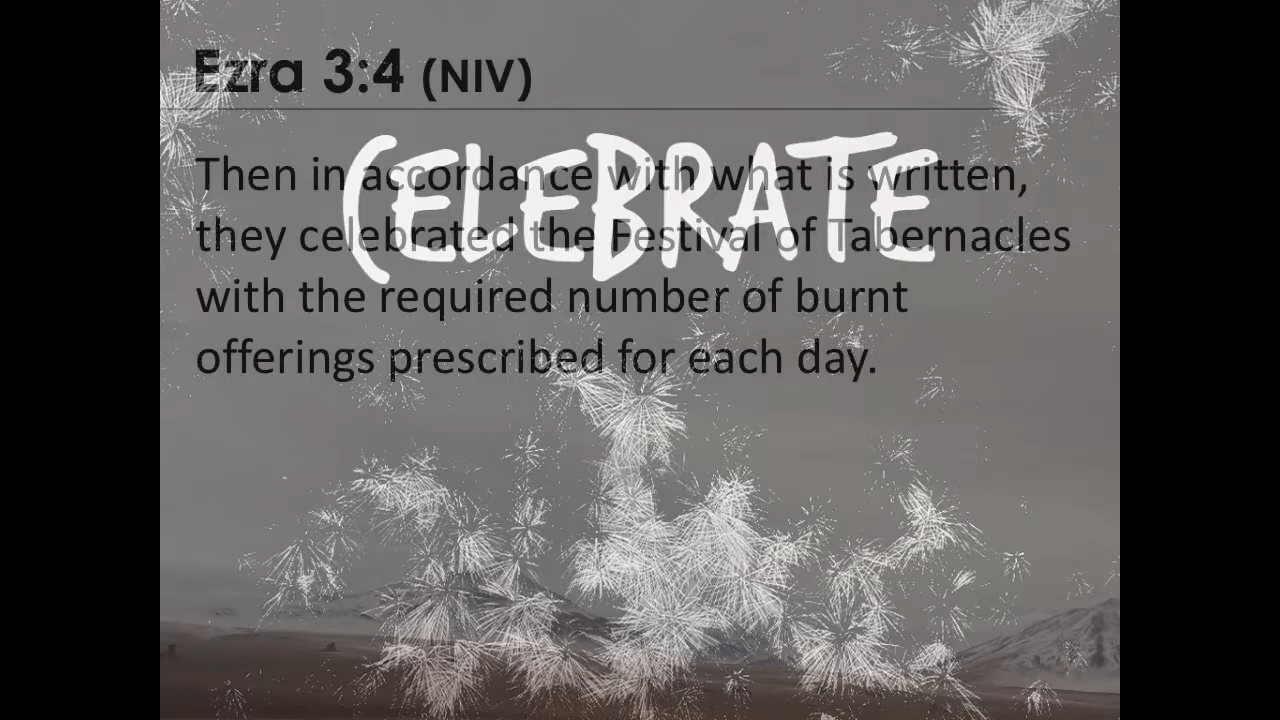 Ezra 3:4 (NIV)
CELEBRATE
Then in accordance with what is written,
they celebrated the Festival of Tabernacles
with the required number of burnt
offerings prescribed for each day.